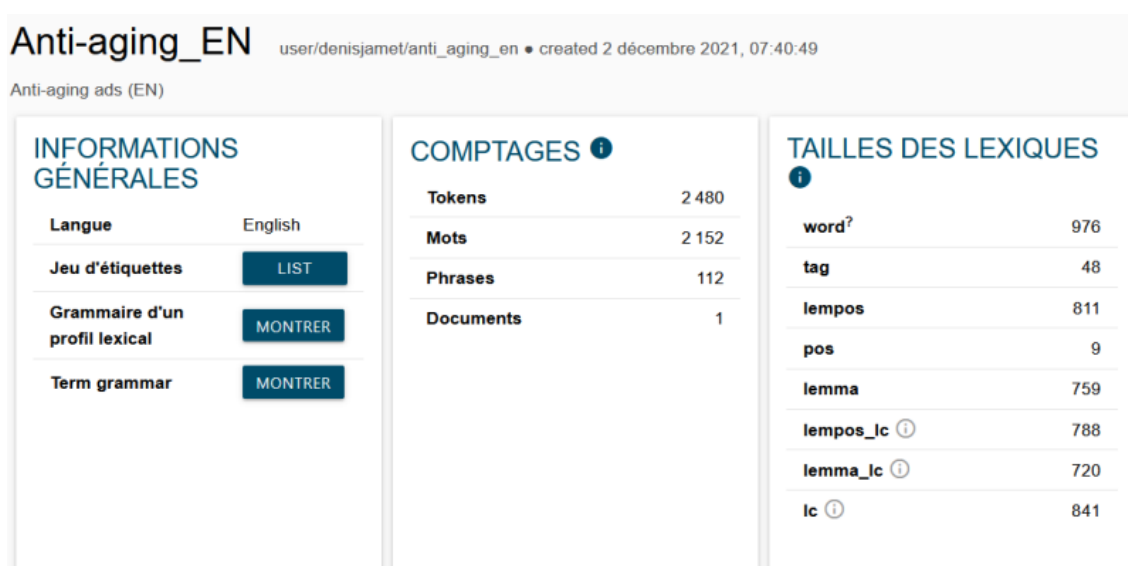 Anti-aging_EN user/denisjamet/anti_aging_en ● created 2 décembre 2021, 07:40:49
Anti-aging ads (EN)
INFORMATIONS
GÉNÉRALES
Langue English
Jeu d'étiquettes LIST
Grammaire d'un
profil lexical MONTRER
Term grammar MONTRER
COMPTAGES i
Tokens 2 480
Mots 2 152
Phrases 112
Documents 1
TAILLES DES LEXIQUES
i
word? 976
tag 48
lempos 811
pos 9
lemma 759
lempos_lc i 788
lemma_lc i 720
lc i 841